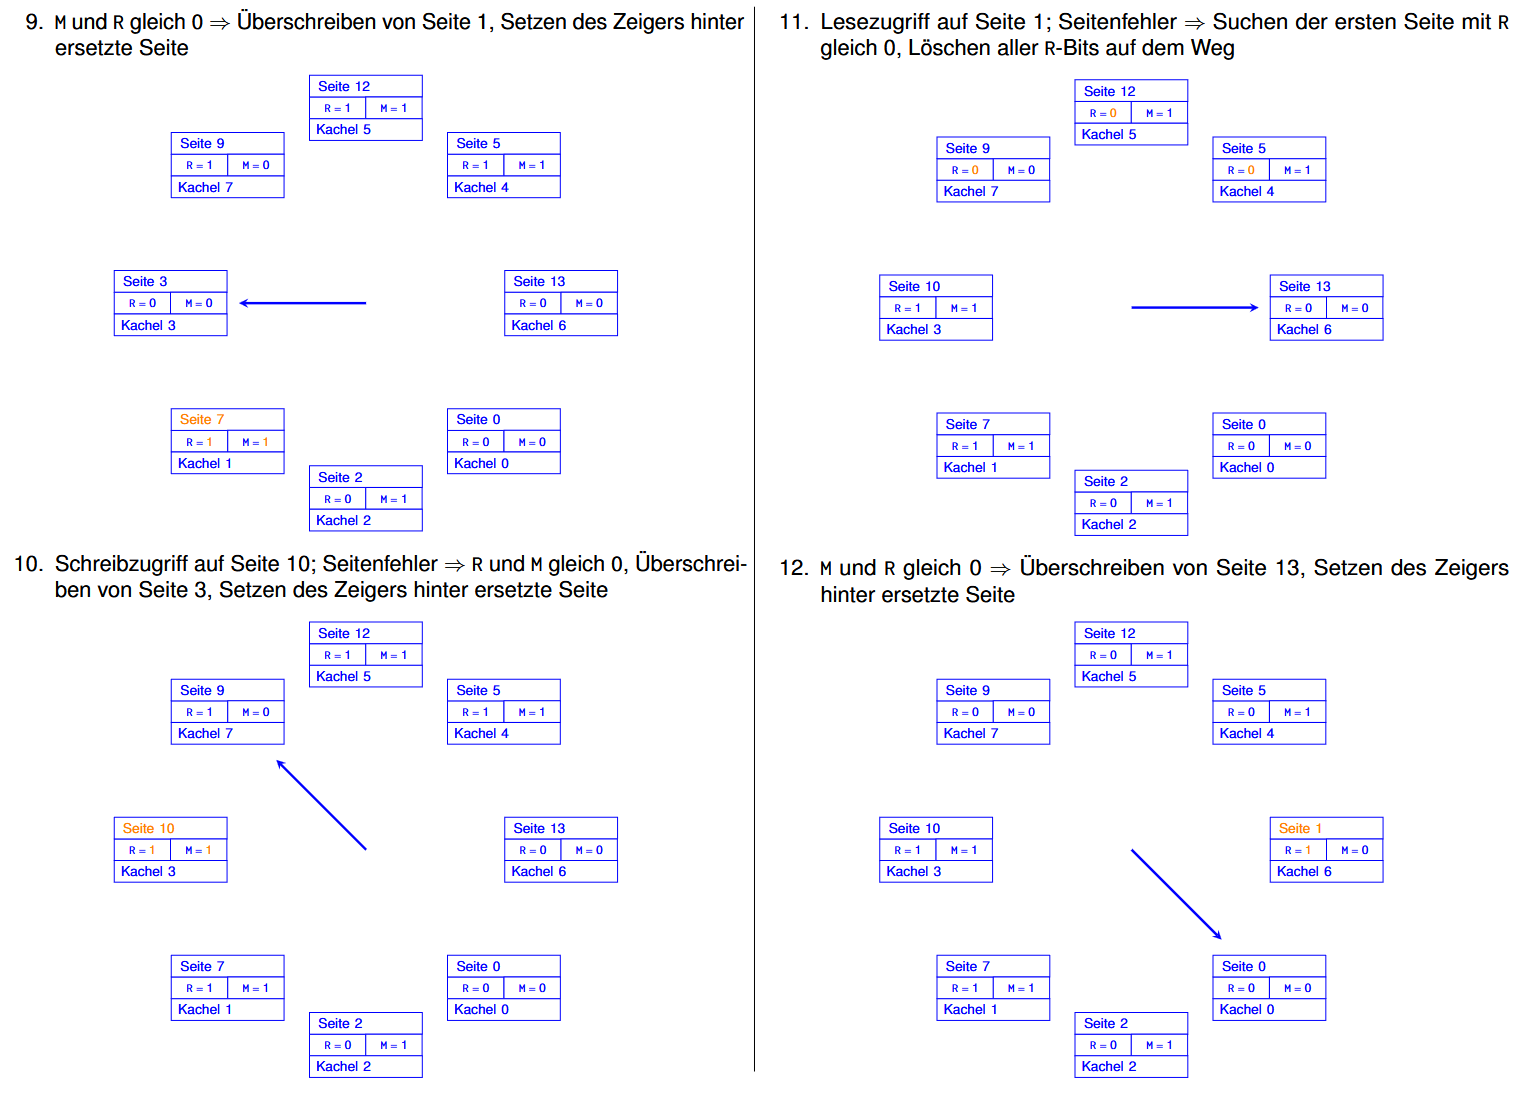 9. M und R gleich 0 ⇒ Überschreiben von Seite 1, Setzen des Zeigers hinter
ersetzte Seite
Seite 12
R = 1 M = 1
Kachel 5
Seite 9
R = 1 M = 0
Kachel 7
Seite 5
R = 1 M = 1
Kachel 4
Seite 3
R = 0 M = 0
Kachel 3
Seite 13
R = 0 M = 0
Kachel 6
Seite 7
R = 1 M = 1
Kachel 1
Seite 0
R = 0 M = 0
Kachel 0
Seite 2
R = 0 M = 1
Kachel 2
10. Schreibzugriff auf Seite 10; Seitenfehler ⇒ R und M gleich 0, Überschrei-
ben von Seite 3, Setzen des Zeigers hinter ersetzte Seite
Seite 12
R = 1 M = 1
Kachel 5
Seite 9
R = 1 M = 0
Kachel 7
Seite 5
R = 1 M = 1
Kachel 4
Seite 10
R = 1 M = 1
Kachel 3
Seite 13
R = 0 M = 0
Kachel 6
Seite 7
R = 1 M = 1
Kachel 1
Seite 0
R = 0 M = 0
Kachel 0
Seite 2
R = 0 M = 1
Kachel 2
11. Lesezugriff auf Seite 1; Seitenfehler ⇒ Suchen der ersten Seite mit R
gleich 0, Löschen aller R-Bits auf dem Weg
Seite 12
R = 0 M = 1
Kachel 5
Seite 9
R = 0 M = 0
Kachel 7
Seite 5
R = 0 M = 1
Kachel 4
Seite 10
R = 1 M = 1
Kachel 3
Seite 13
R = 0 M = 0
Kachel 6
Seite 7
R = 1 M = 1
Kachel 1
Seite 0
R = 0 M = 0
Kachel 0
Seite 2
R = 0 M = 1
Kachel 2
12. M und R gleich 0 ⇒ Überschreiben von Seite 13, Setzen des Zeigers
hinter ersetzte Seite
Seite 12
R = 0 M = 1
Kachel 5
Seite 9
R = 0 M = 0
Kachel 7
Seite 5
R = 0 M = 1
Kachel 4
Seite 10
R = 1 M = 1
Kachel 3
Seite 1
R = 1 M = 0
Kachel 6
Seite 7
R = 1 M = 1
Kachel 1
Seite 0
R = 0 M = 0
Kachel 0
Seite 2
R = 0 M = 1
Kachel 2